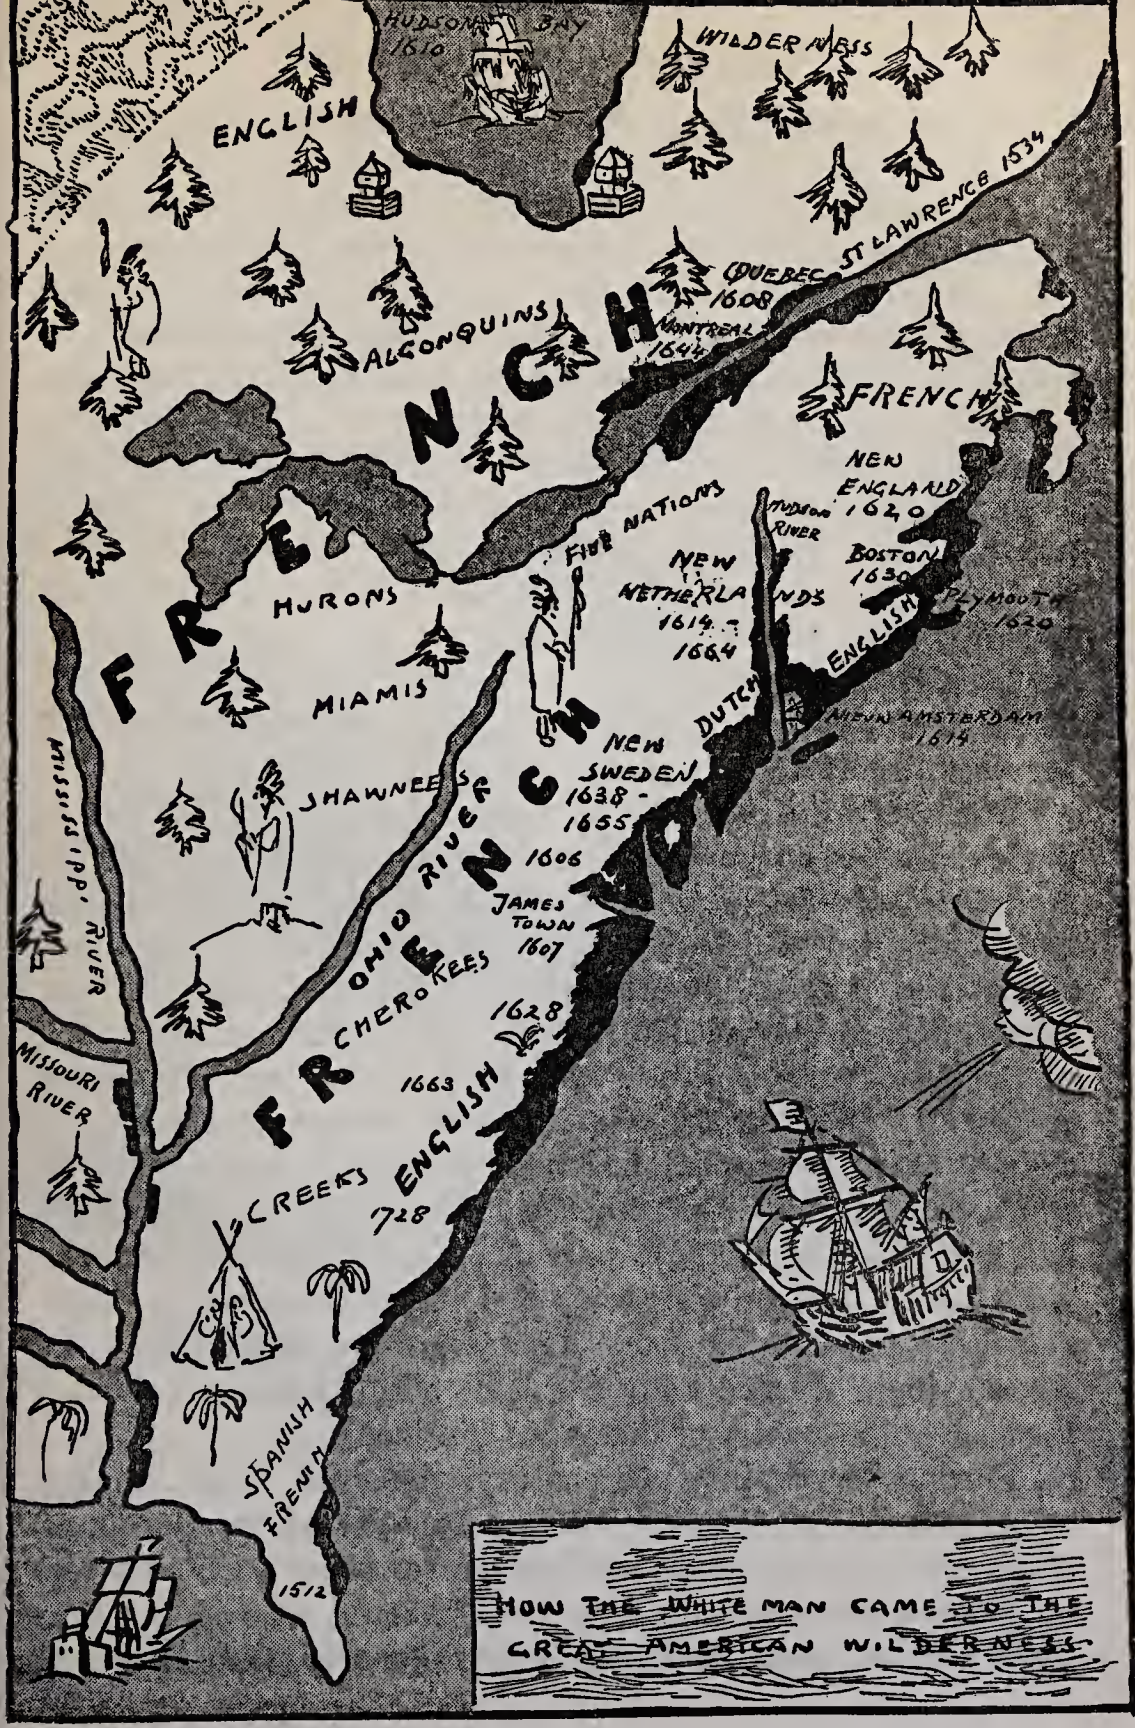 HUDSON BAY
1610
WILDERNESS
ENGLISH
ST LAWRENCE 1534
QUEBEC
1608
MONTREAL
1644
ALGONQUINS
FRENCH
FRENCH
NEW
ENGLAND
1620
HUDSON
RIVER
FIVE NATIONS
BOSTON
1630
NEW
NETHERLANDS
1614 -
1664
PLYMOUTH
1620
ENGLISH
HURONS
DUTCH
MIAMIS
NIEUW AMSTERDAM
1614
NEW
SWEDEN
1638 -
1655
SHAWNEES
MISSISSIPPI RIVER
OHIO RIVER
FRENCH
1606
JAMES
TOWN
1607
CHEROKEES
1628
MISSOURI
RIVER
1663
ENGLISH
CREEKS
1728
SPANISH
FRENCH
1512
HOW THE WHITE MAN CAME TO THE
GREAT AMERICAN WILDERNESS